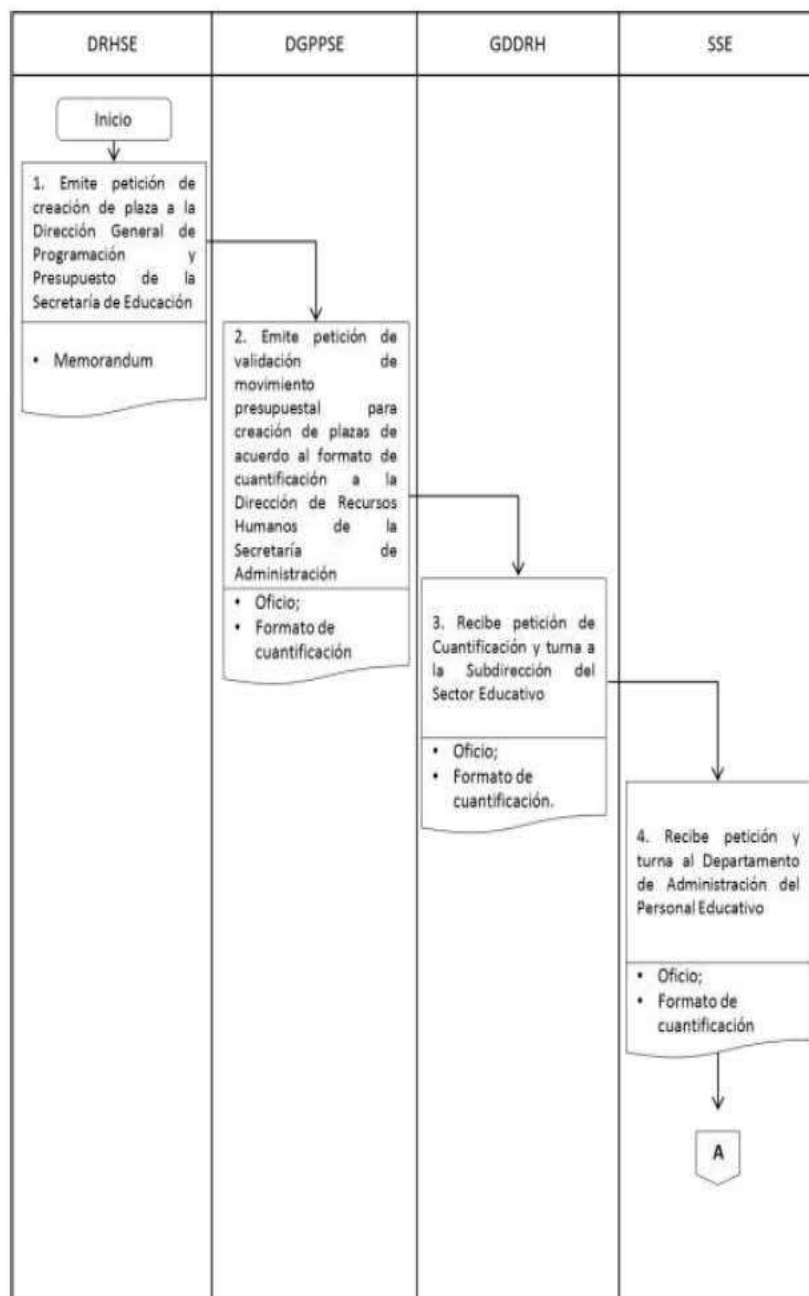 DRHSE
DGPPSE
GDDRH
SSE
Inicio
1. Emite petición de
creación de plaza a la
Dirección General de
Programación y
Presupuesto de la
Secretaría de Educación
• Memorandum
2. Emite petición de
validación de
movimiento
presupuestal para
creación de plazas de
acuerdo al formato de
cuantificación a la
Dirección de Recursos
Humanos de la
Secretaría de
Administración
• Oficio;
• Formato de
cuantificación
3. Recibe petición de
Cuantificación y turna a
la Subdirección del
Sector Educativo
• Oficio;
• Formato de
cuantificación.
4. Recibe petición y
turna al Departamento
de Administración del
Personal Educativo
• Oficio;
• Formato de
cuantificación
A